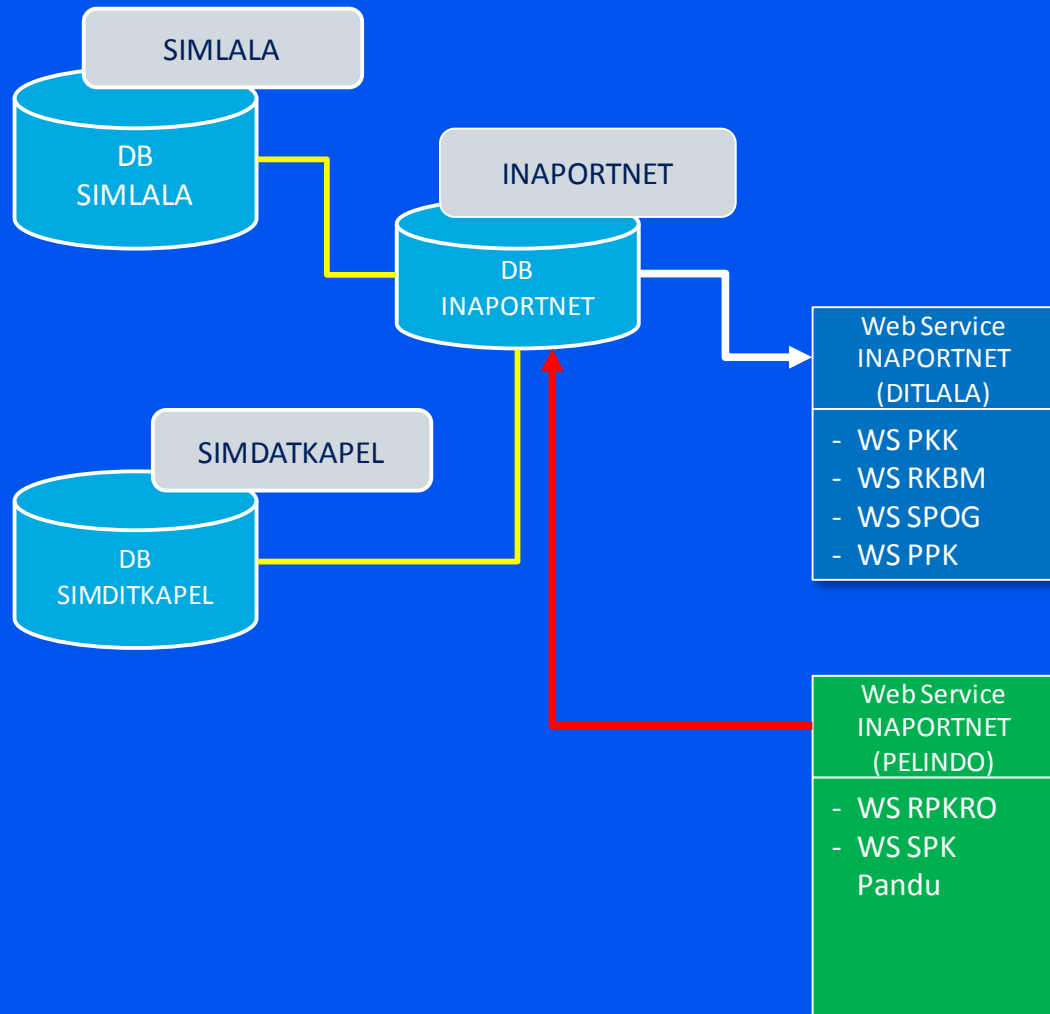 SIMLALA
DB
SIMLALA
INAPORTNET
DB
INAPORTNET
Web Service
INAPORTNET
(DITLALA)
- WS PKK
- WS RKBM
- WS SPOG
- WS PPK
SIMDATKAPEL
DB
SIMDITKAPEL
Web Service
INAPORTNET
(PELINDO)
- WS RPKRO
- WS SPK
Pandu